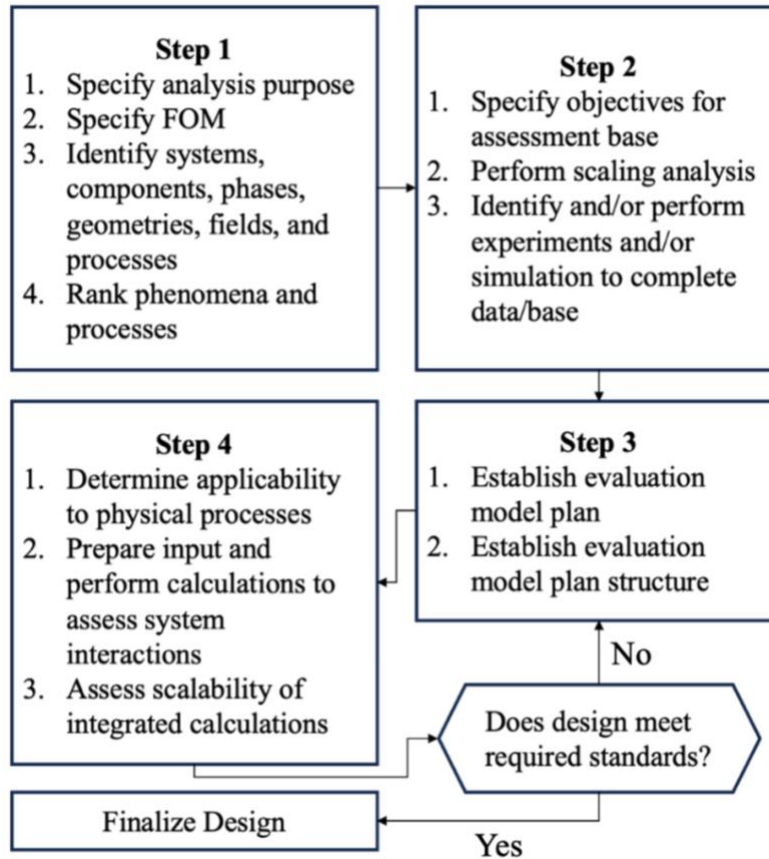 Step 1
1. Specify analysis purpose
2. Specify FOM
3. Identify systems,
components, phases,
geometries, fields, and
processes
4. Rank phenomena and
processes
Step 2
1. Specify objectives for
assessment base
2. Perform scaling analysis
3. Identify and/or perform
experiments and/or
simulation to complete
data/base
Step 3
1. Establish evaluation
model plan
2. Establish evaluation
model plan structure
Step 4
1. Determine applicability
to physical processes
2. Prepare input and
perform calculations to
assess system
interactions
3. Assess scalability of
integrated calculations
No
Does design meet
required standards?
Yes
Finalize Design